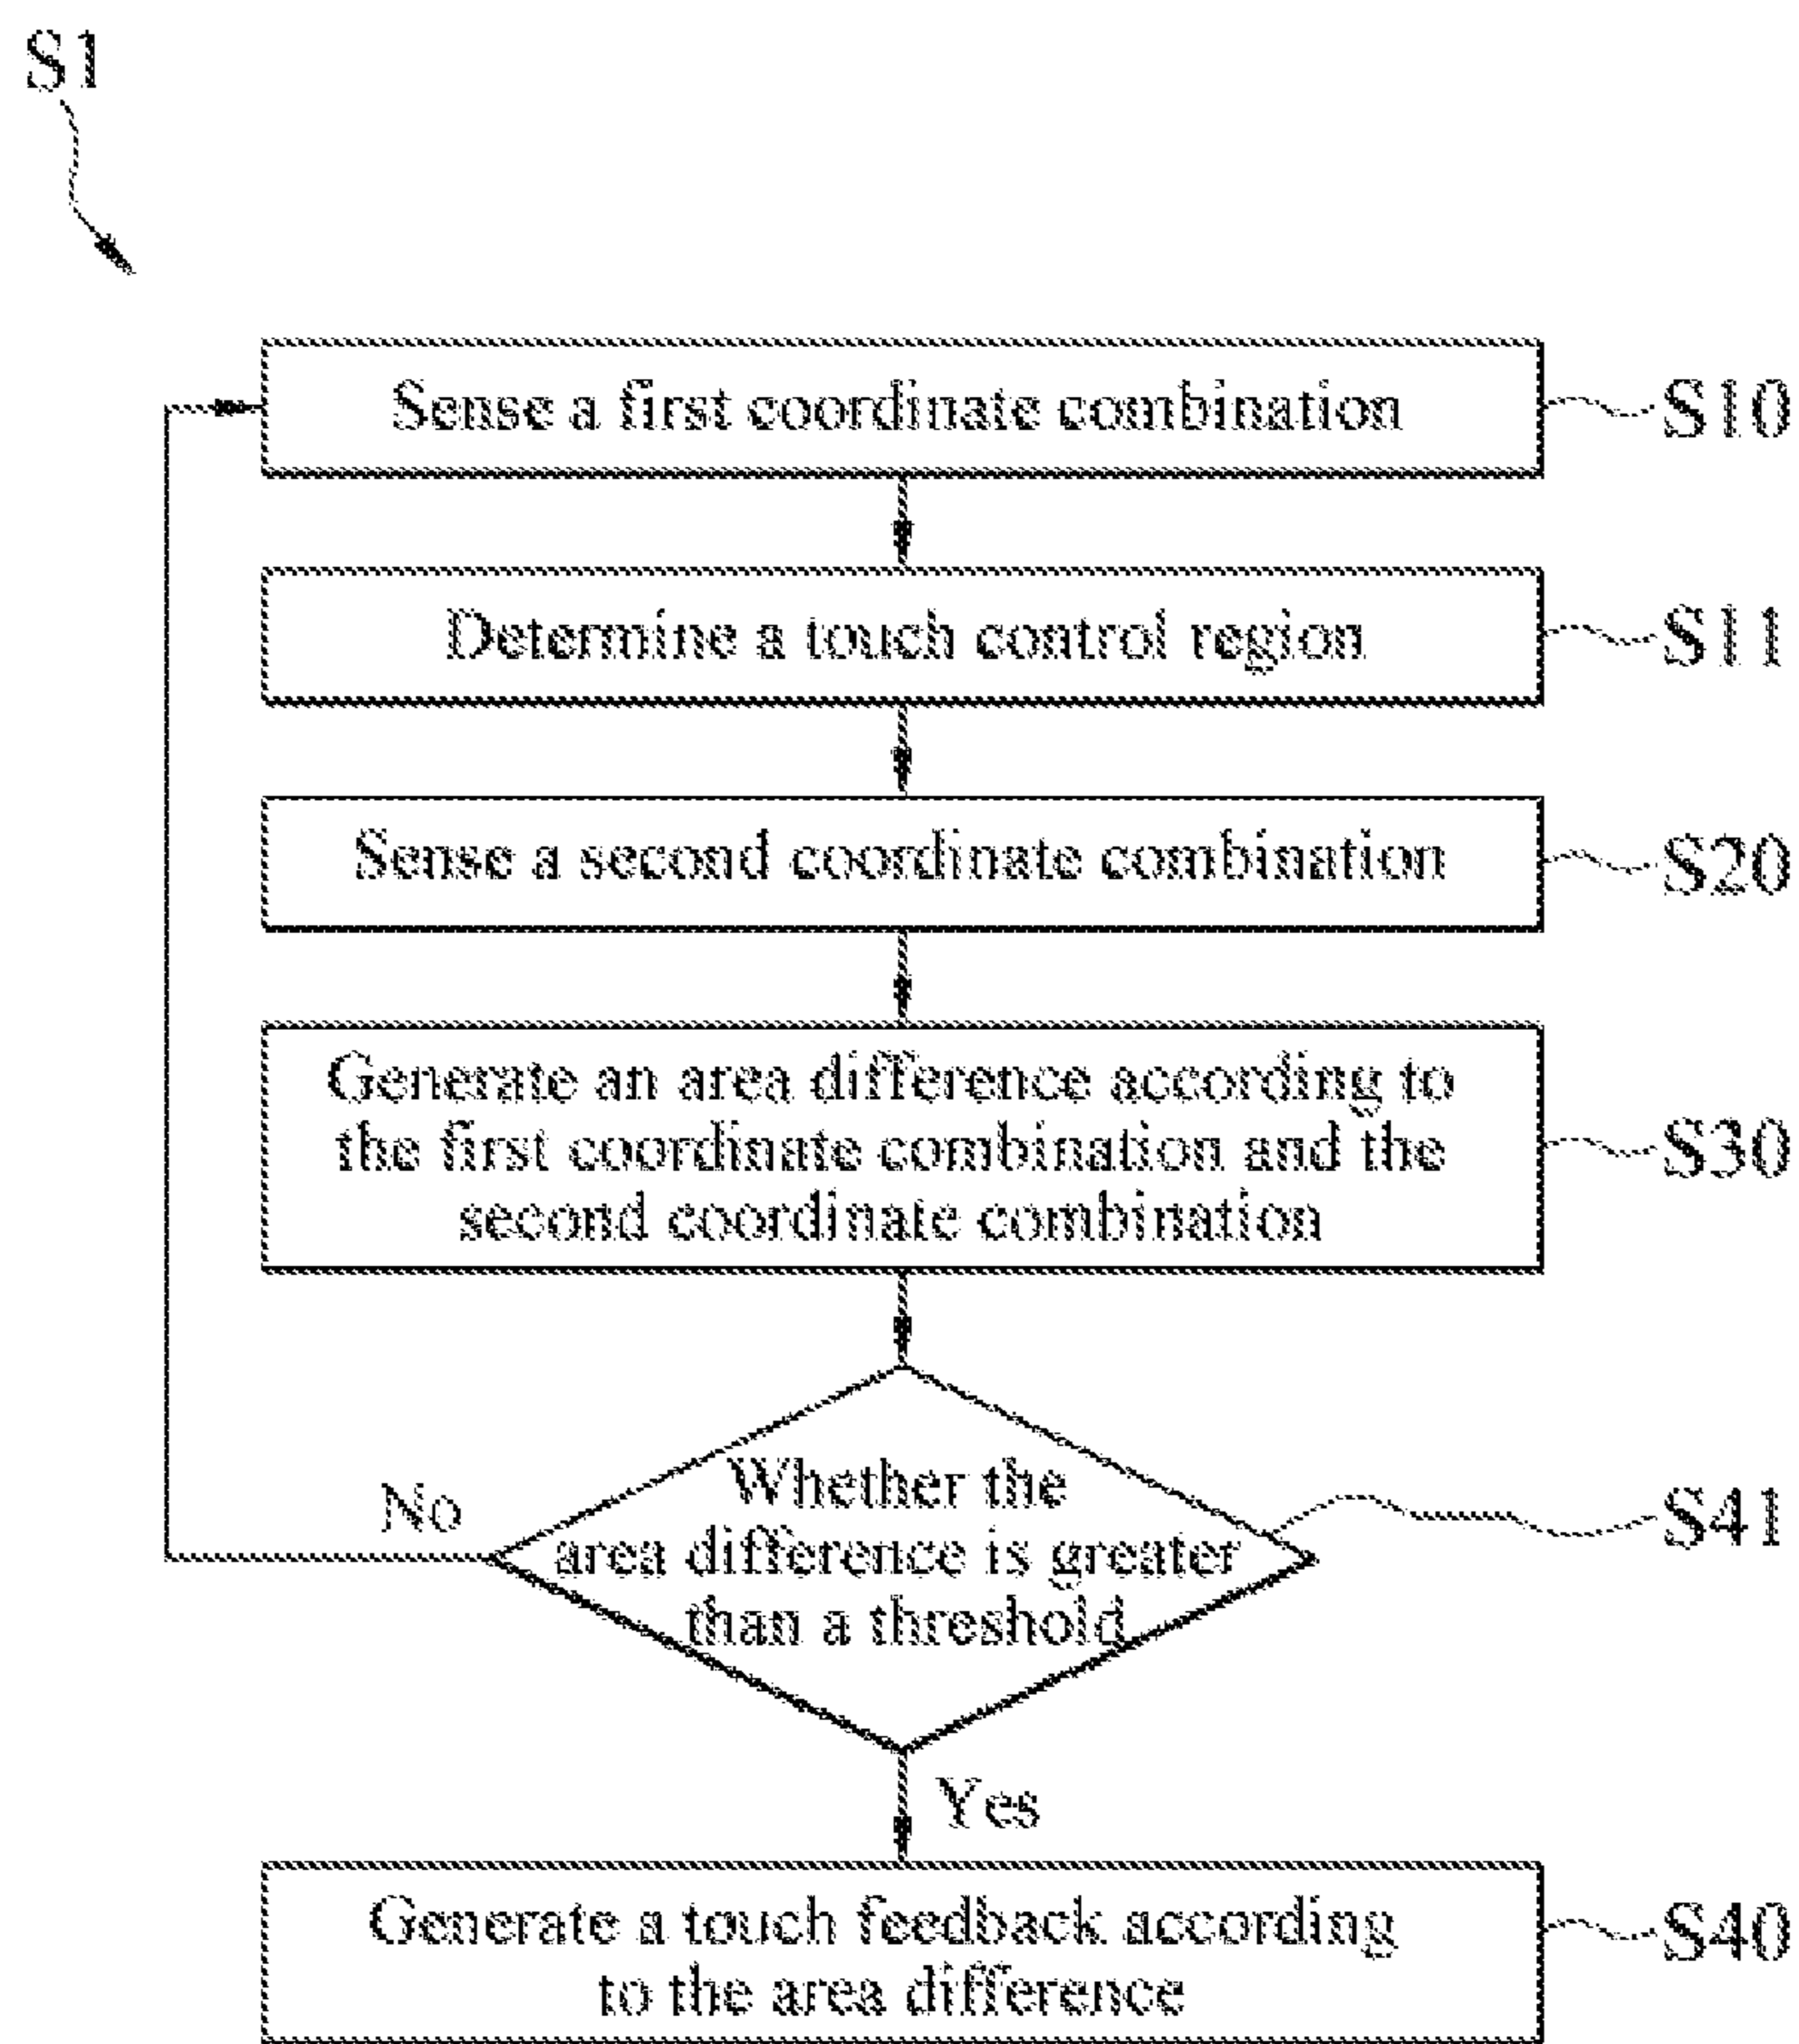 S1
Sense a first coordinate combination
S10
Determine a touch control region
S11
Sense a second coordinate combination
S20
Generate an area difference according to
the first coordinate combination and the
second coordinate combination
S30
Whether the
area difference is greater
than a threshold
S41
No
Yes
Generate a touch feedback according
to the area difference
S40